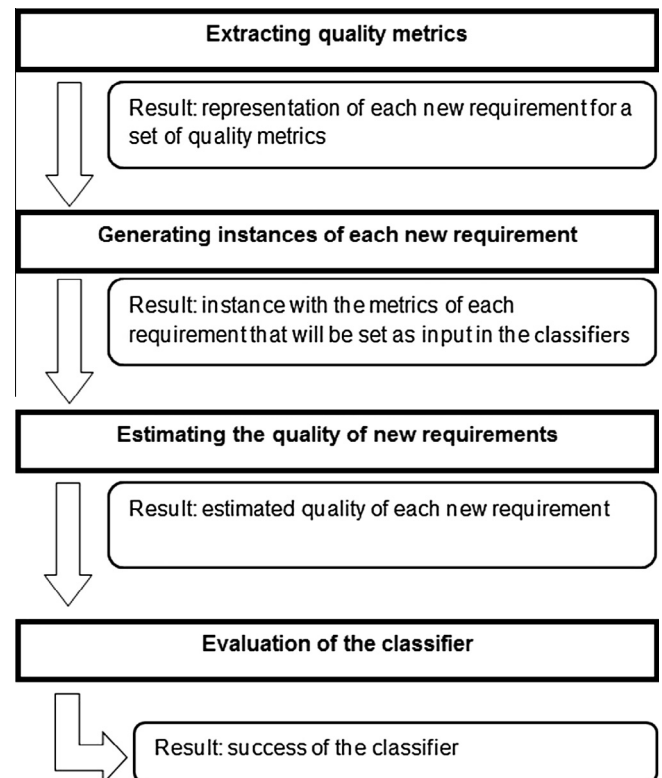 Extracting quality metrics
Result: representation of each new requirement for a
set of quality metrics
Generating instances of each new requirement
Result: instance with the metrics of each
requirement that will be set as input in the classifiers
Estimating the quality of new requirements
Result: estimated quality of each new requirement
Evaluation of the classifier
Result: success of the classifier